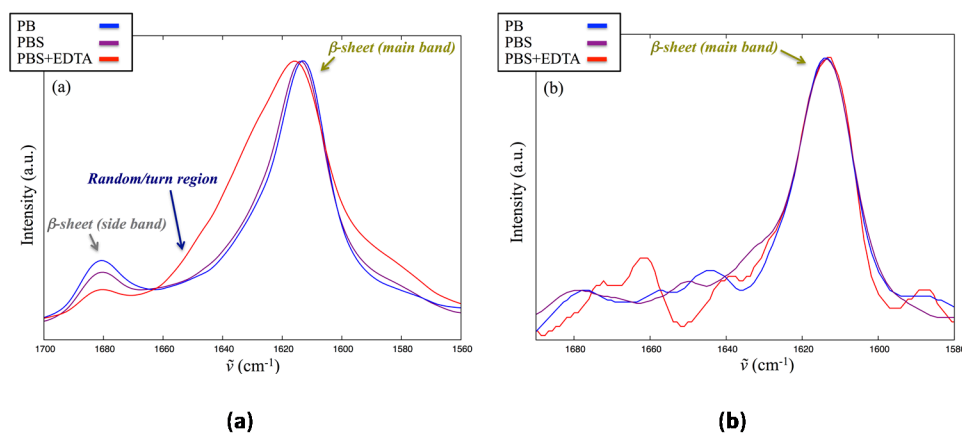 PB
PBS
PBS+EDTA
(a)
β-sheet (main band)
Random/turn region
β-sheet (side band)
Intensity (a.u.)
1700 1680 1660 1640 1620 1600 1580 1560
ṽ (cm⁻¹)
(a)
PB
PBS
PBS+EDTA
(b)
β-sheet (main band)
Intensity (a.u.)
1680 1660 1640 1620 1600 1580
ṽ (cm⁻¹)
(b)